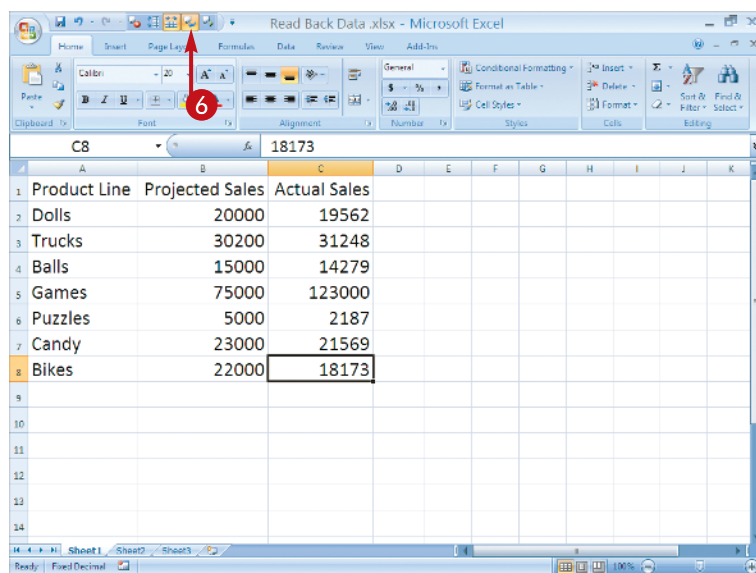 Read Back Data .xlsx - Microsoft Excel
Home Insert Page Lay Formulas Data Review View Add-Ins
Calibri 20 A A General Conditional Formatting Insert Σ
Paste B I U $ % , Format as Table Delete Sort & Find &
Cell Styles Format Filter Select
6
Clipboard Font Alignment Number Styles Cells Editing
C8 fx 18173
A B C D E F G H I J K
1 Product Line Projected Sales Actual Sales
2 Dolls 20000 19562
3 Trucks 30200 31248
4 Balls 15000 14279
5 Games 75000 123000
6 Puzzles 5000 2187
7 Candy 23000 21569
8 Bikes 22000 18173
9
10
11
12
13
14
Sheet1 Sheet2 Sheet3
Ready Fixed Decimal 100%